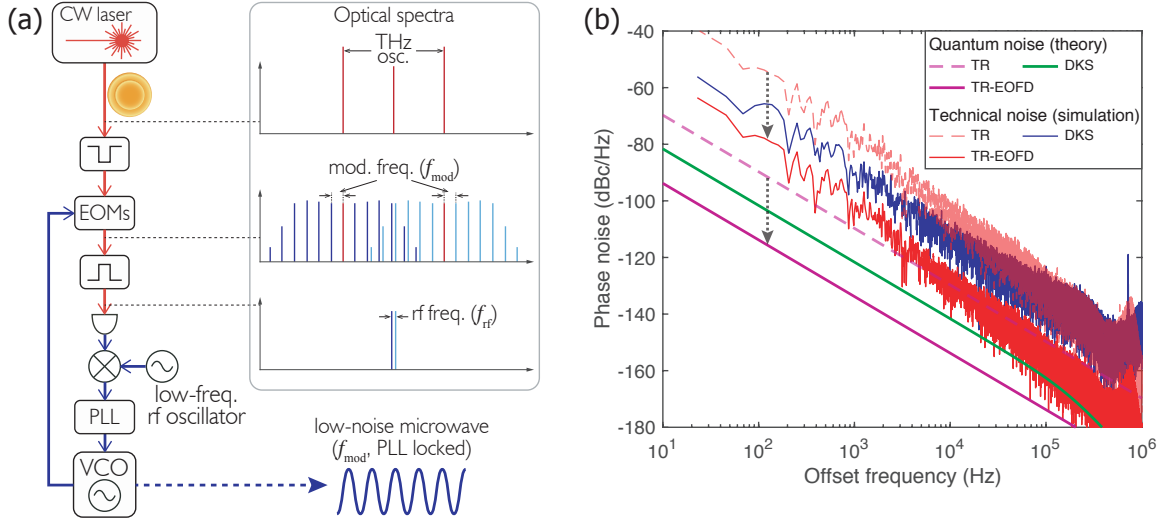 (a)
CW laser
EOMs
PLL
VCO
low-freq.
rf oscillator
Optical spectra
THz
osc.
mod. freq. (fmod)
rf freq. (frf)
low-noise microwave
(fmod, PLL locked)
(b)
Phase noise (dBc/Hz)
-40
-60
-80
-100
-120
-140
-160
-180
10^1
10^2
10^3
10^4
10^5
10^6
Offset frequency (Hz)
Quantum noise (theory)
TR DKS
TR-EOFD
Technical noise (simulation)
TR DKS
TR-EOFD